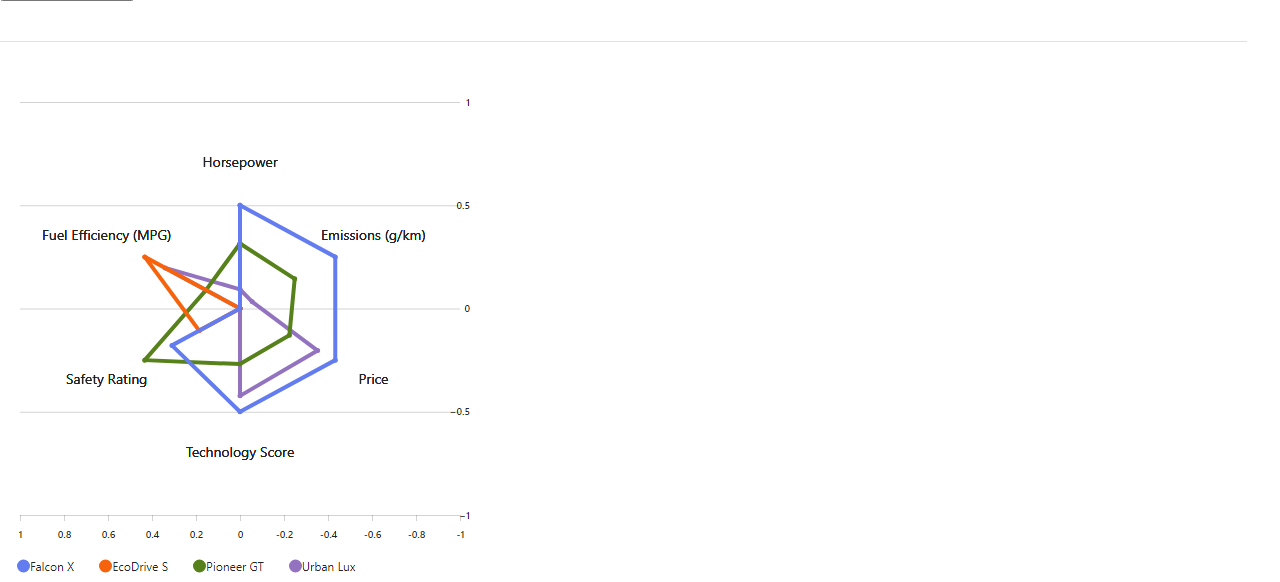 1
Horsepower
0.5
Fuel Efficiency (MPG) Emissions (g/km)
0
Safety Rating Price
-0.5
Technology Score
-1
1 0.8 0.6 0.4 0.2 0 -0.2 -0.4 -0.6 -0.8 -1
Falcon X EcoDrive S Pioneer GT Urban Lux